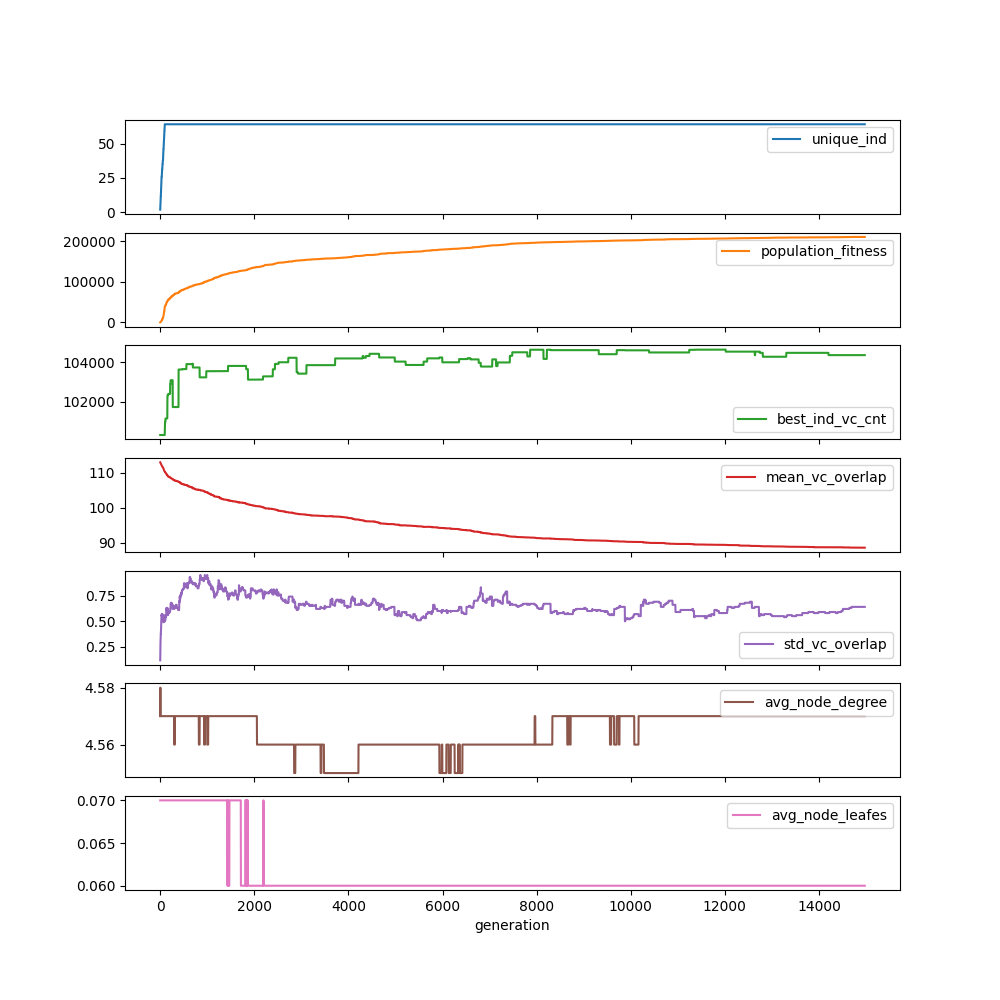 50
25
0
unique_ind
200000
100000
0
population_fitness
104000
102000
best_ind_vc_cnt
110
100
90
mean_vc_overlap
0.75
0.50
0.25
std_vc_overlap
4.58
4.56
avg_node_degree
0.070
0.065
0.060
avg_node_leafes
0 2000 4000 6000 8000 10000 12000 14000
generation